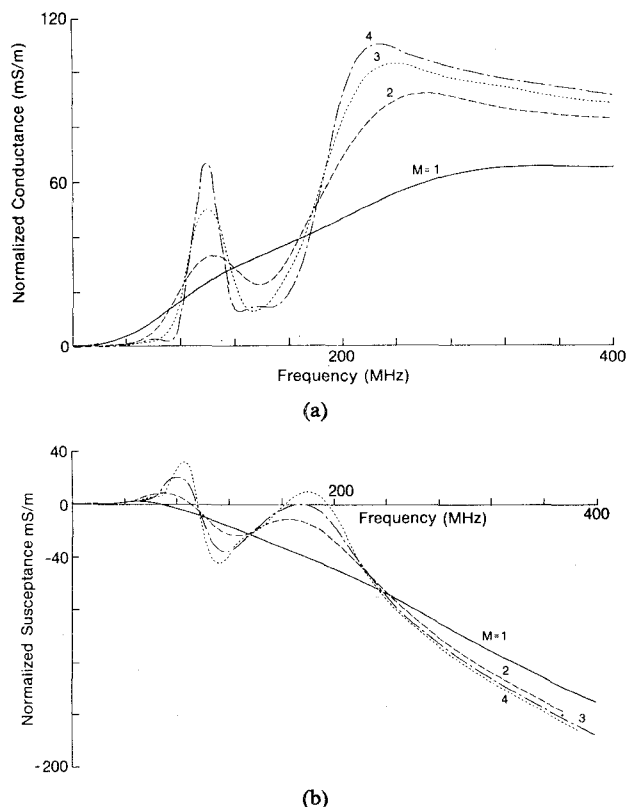 120
4
3
2
M=1
60
0
200
400
Normalized Conductance (mS/m)
Frequency (MHz)
(a)
40
0
200
400
Frequency (MHz)
-40
Normalized Susceptance mS/m
M=1
2
4
3
-200
(b)